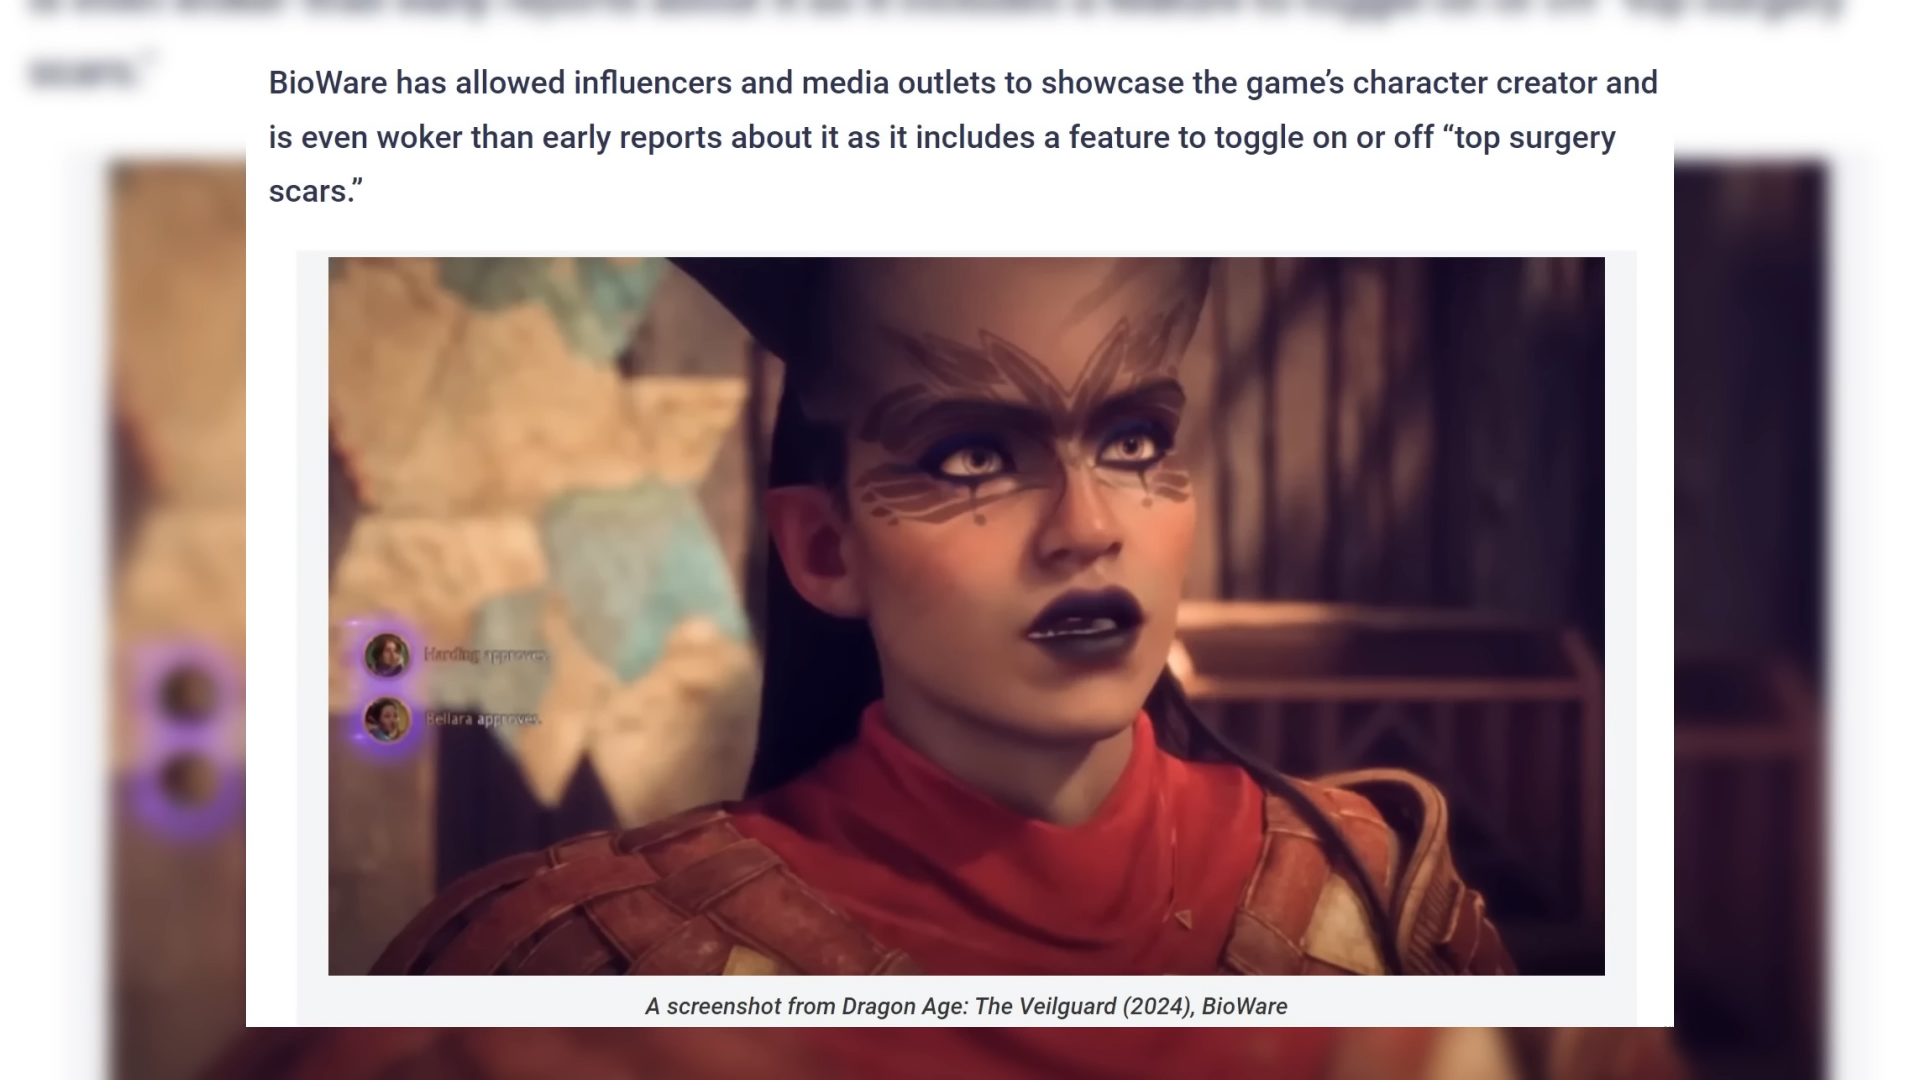 scars."
BioWare has allowed influencers and media outlets to showcase the game’s character creator and
is even woker than early reports about it as it includes a feature to toggle on or off “top surgery
scars.”
Harding approves.
Bellara approves.
A screenshot from Dragon Age: The Veilguard (2024), BioWare